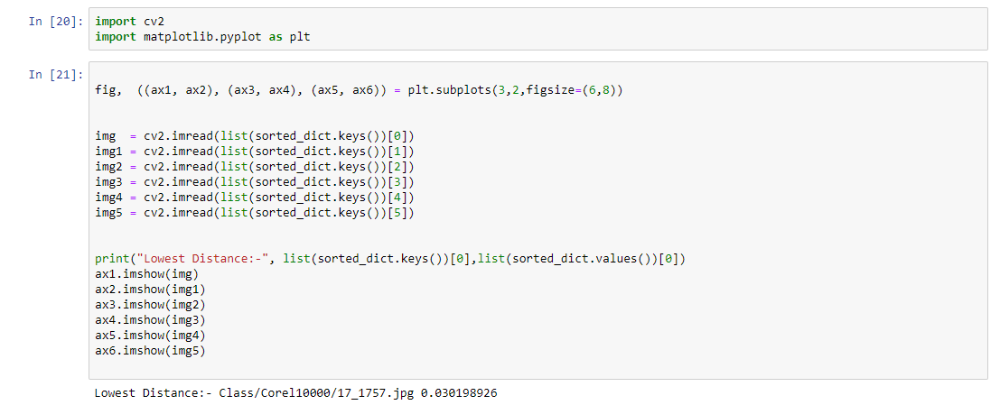 In [20]: import cv2
import matplotlib.pyplot as plt
In [21]:
fig,  ((ax1, ax2), (ax3, ax4), (ax5, ax6)) = plt.subplots(3,2,figsize=(6,8))
img  = cv2.imread(list(sorted_dict.keys())[0])
img1 = cv2.imread(list(sorted_dict.keys())[1])
img2 = cv2.imread(list(sorted_dict.keys())[2])
img3 = cv2.imread(list(sorted_dict.keys())[3])
img4 = cv2.imread(list(sorted_dict.keys())[4])
img5 = cv2.imread(list(sorted_dict.keys())[5])
print("Lowest Distance:-", list(sorted_dict.keys())[0],list(sorted_dict.values())[0])
ax1.imshow(img)
ax2.imshow(img1)
ax3.imshow(img2)
ax4.imshow(img3)
ax5.imshow(img4)
ax6.imshow(img5)
Lowest Distance:- Class/Corel10000/17_1757.jpg 0.030198926